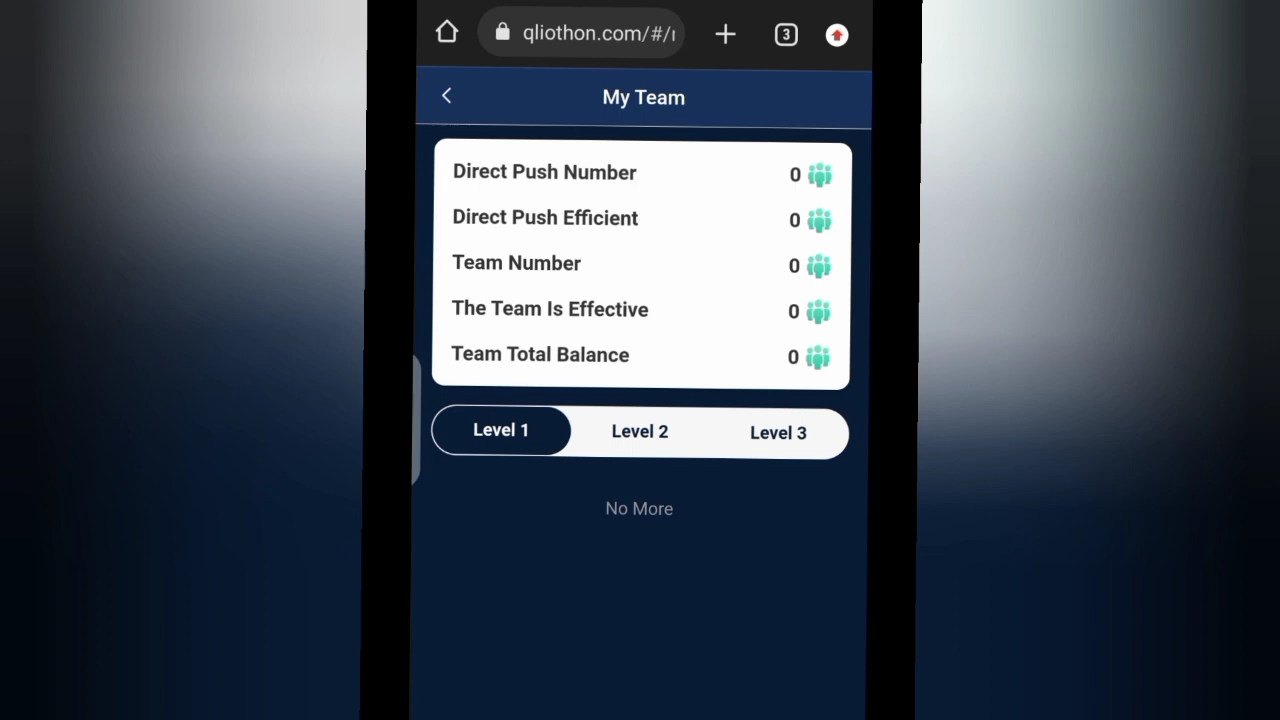 qliothon.com/#/
3
My Team
Direct Push Number 0
Direct Push Efficient 0
Team Number 0
The Team Is Effective 0
Team Total Balance 0
Level 1 Level 2 Level 3
No More